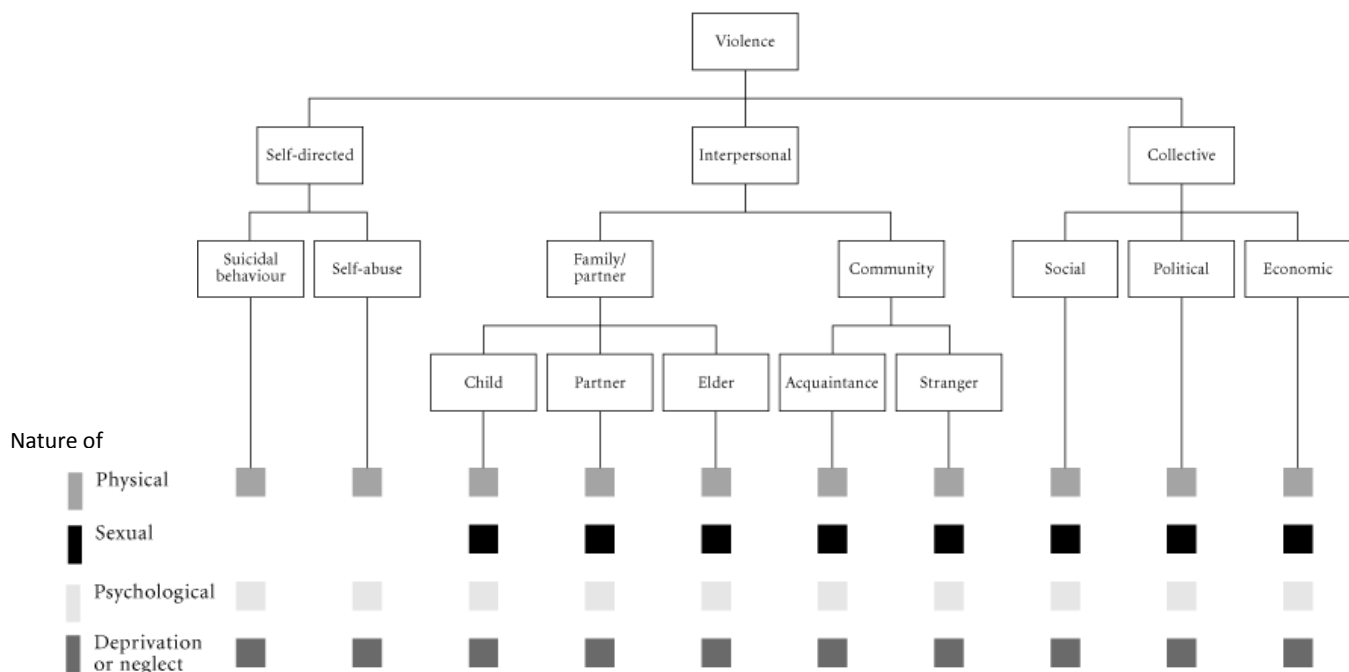 Violence
Self-directed
Interpersonal
Collective
Suicidal
behaviour
Self-abuse
Family/
partner
Community
Social
Political
Economic
Child
Partner
Elder
Acquaintance
Stranger
Nature of
Physical
Sexual
Psychological
Deprivation
or neglect